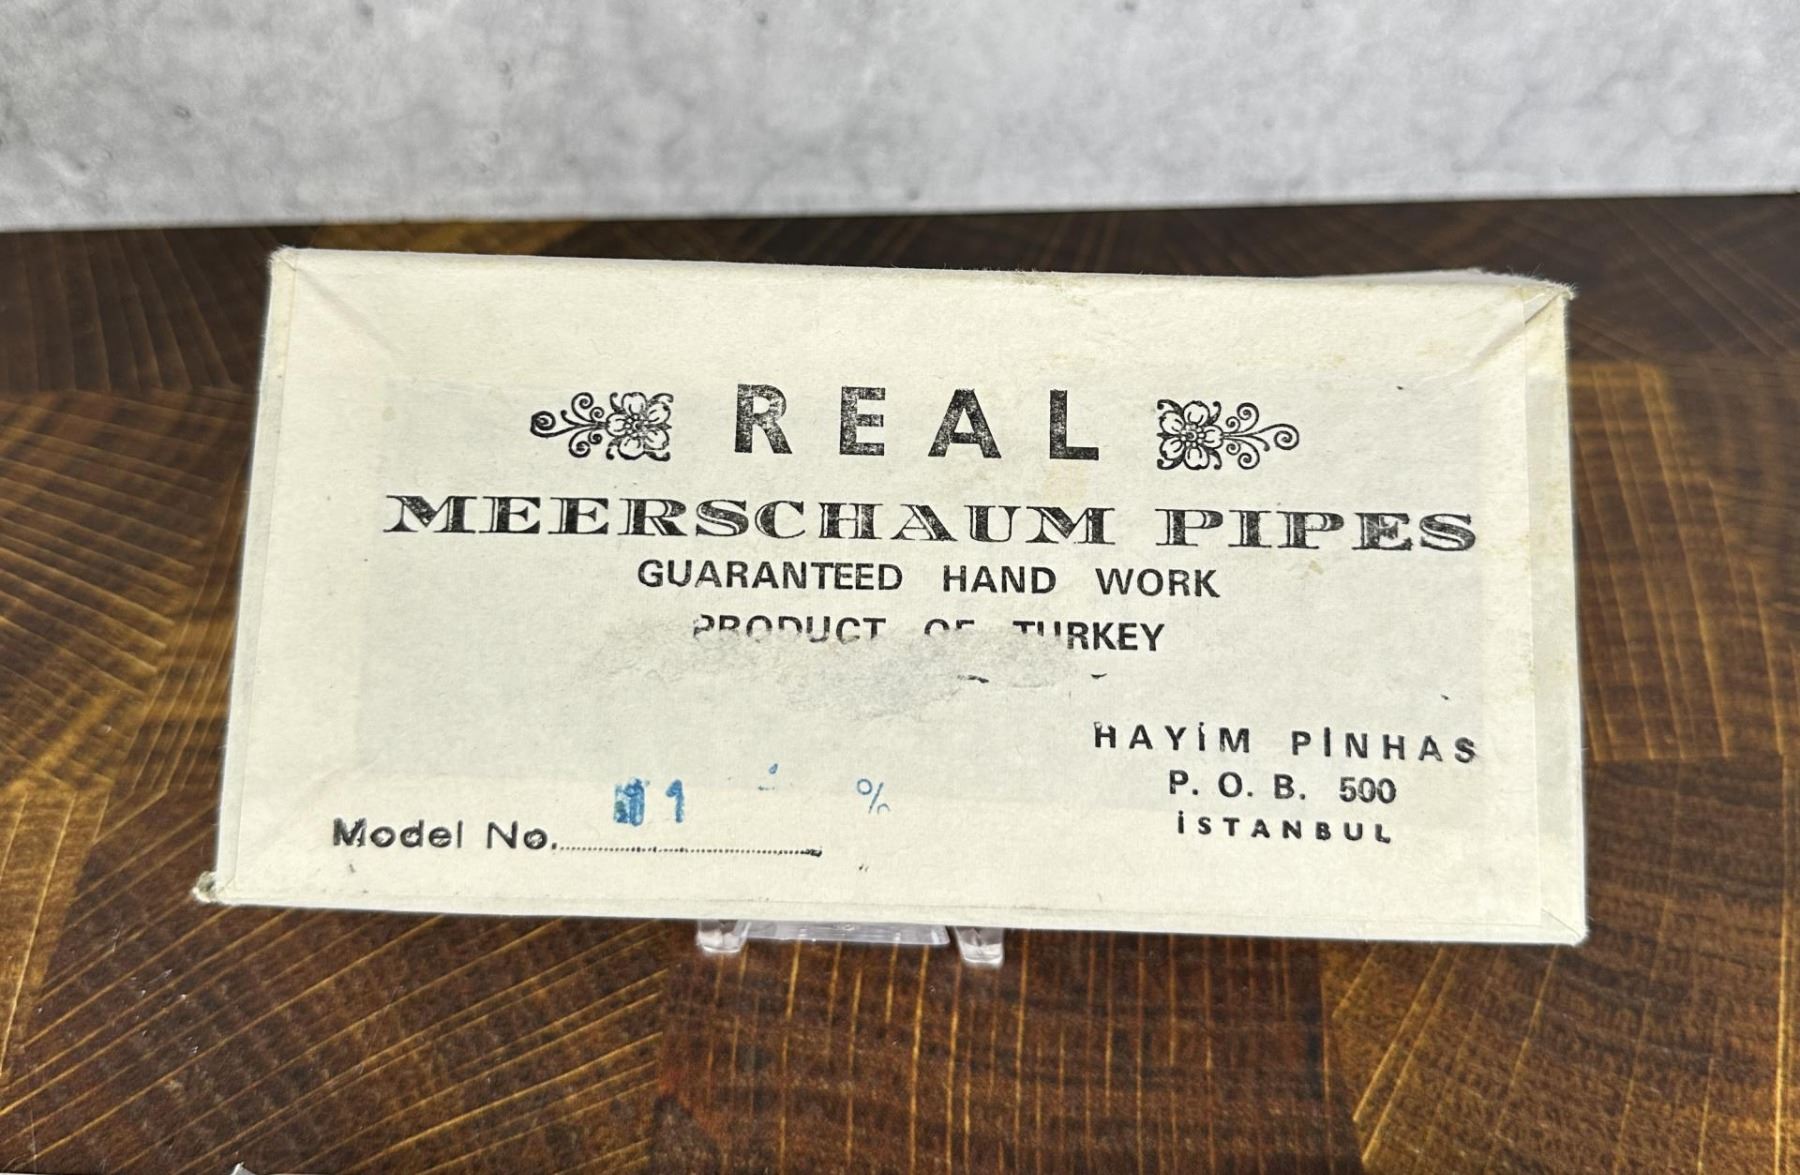 REAL
MEERSCHAUM PIPES
GUARANTEED HAND WORK
PRODUCT OF TURKEY
HAYİM PİNHAS
P. O. B. 500
İSTANBUL
%
Model No.